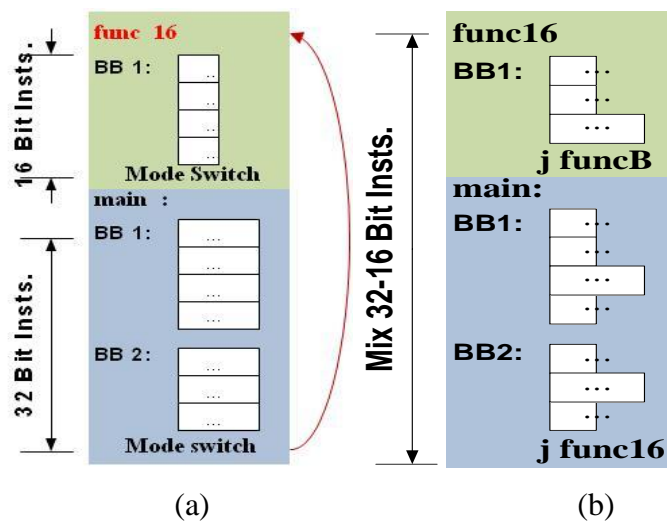 func 16
BB 1:
..
..
..
..
Mode Switch
16 Bit Insts.
main :
BB 1:
...
...
...
...
BB 2:
...
...
...
Mode switch
32 Bit Insts.
(a)
Mix 32-16 Bit Insts.
func16
BB1:
...
...
...
j funcB
main:
BB1:
...
...
...
...
BB2:
...
...
...
j func16
(b)